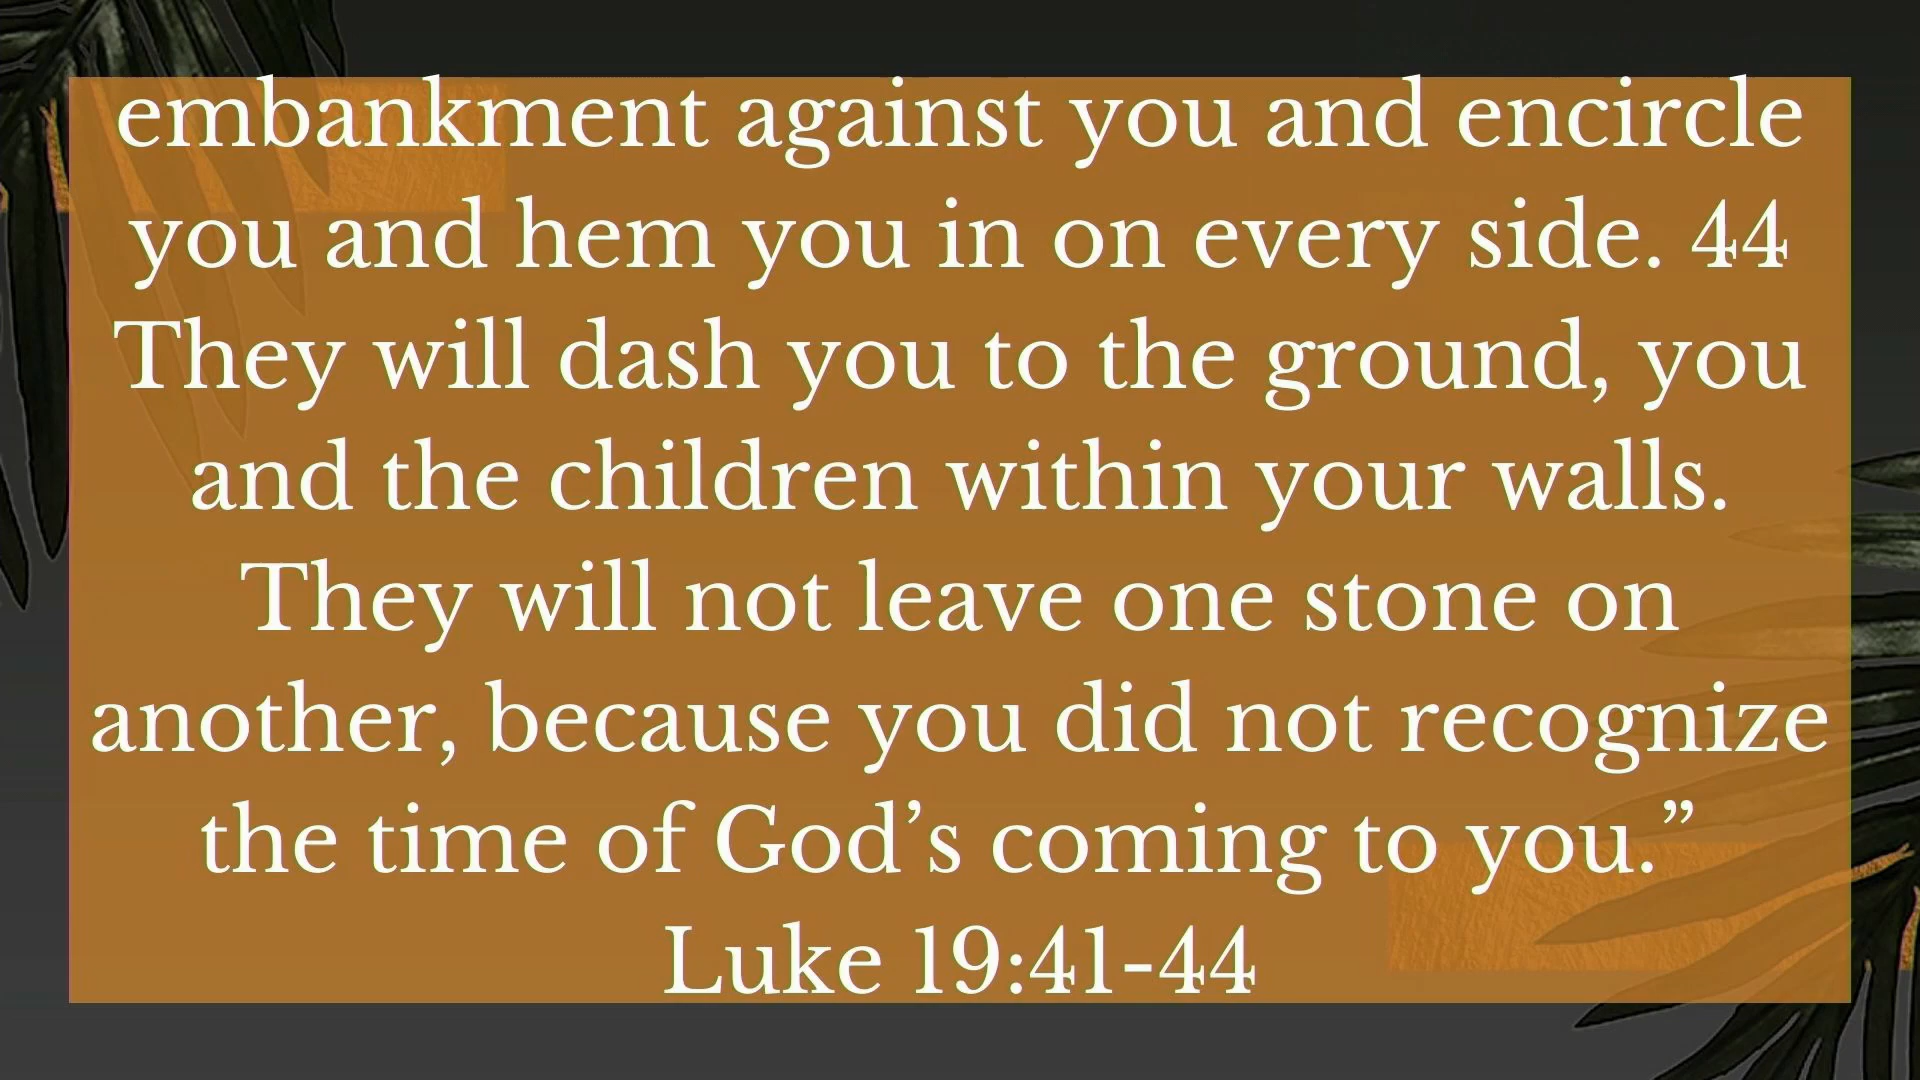 embankment against you and encircle
you and hem you in on every side. 44
They will dash you to the ground, you
and the children within your walls.
They will not leave one stone on
another, because you did not recognize
the time of God’s coming to you.”
Luke 19:41-44